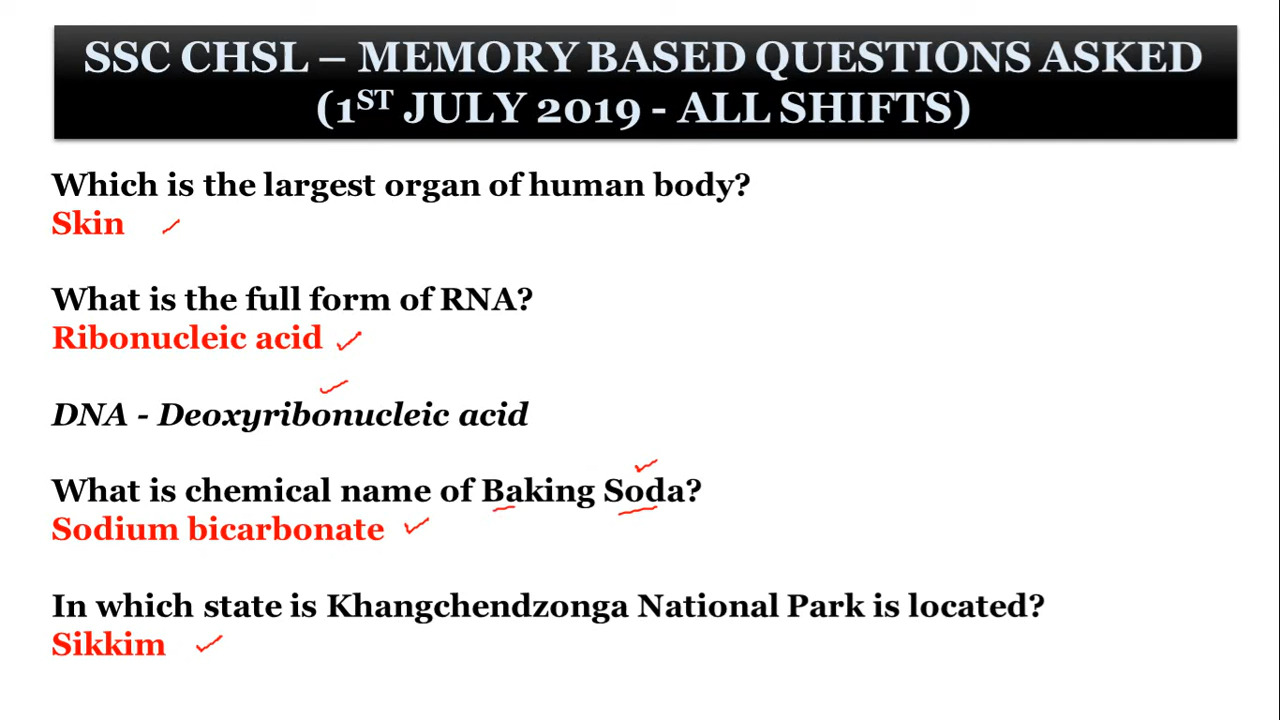 SSC CHSL – MEMORY BASED QUESTIONS ASKED
(1ST JULY 2019 - ALL SHIFTS)
Which is the largest organ of human body?
Skin
What is the full form of RNA?
Ribonucleic acid
DNA - Deoxyribonucleic acid
What is chemical name of Baking Soda?
Sodium bicarbonate
In which state is Khangchendzonga National Park is located?
Sikkim